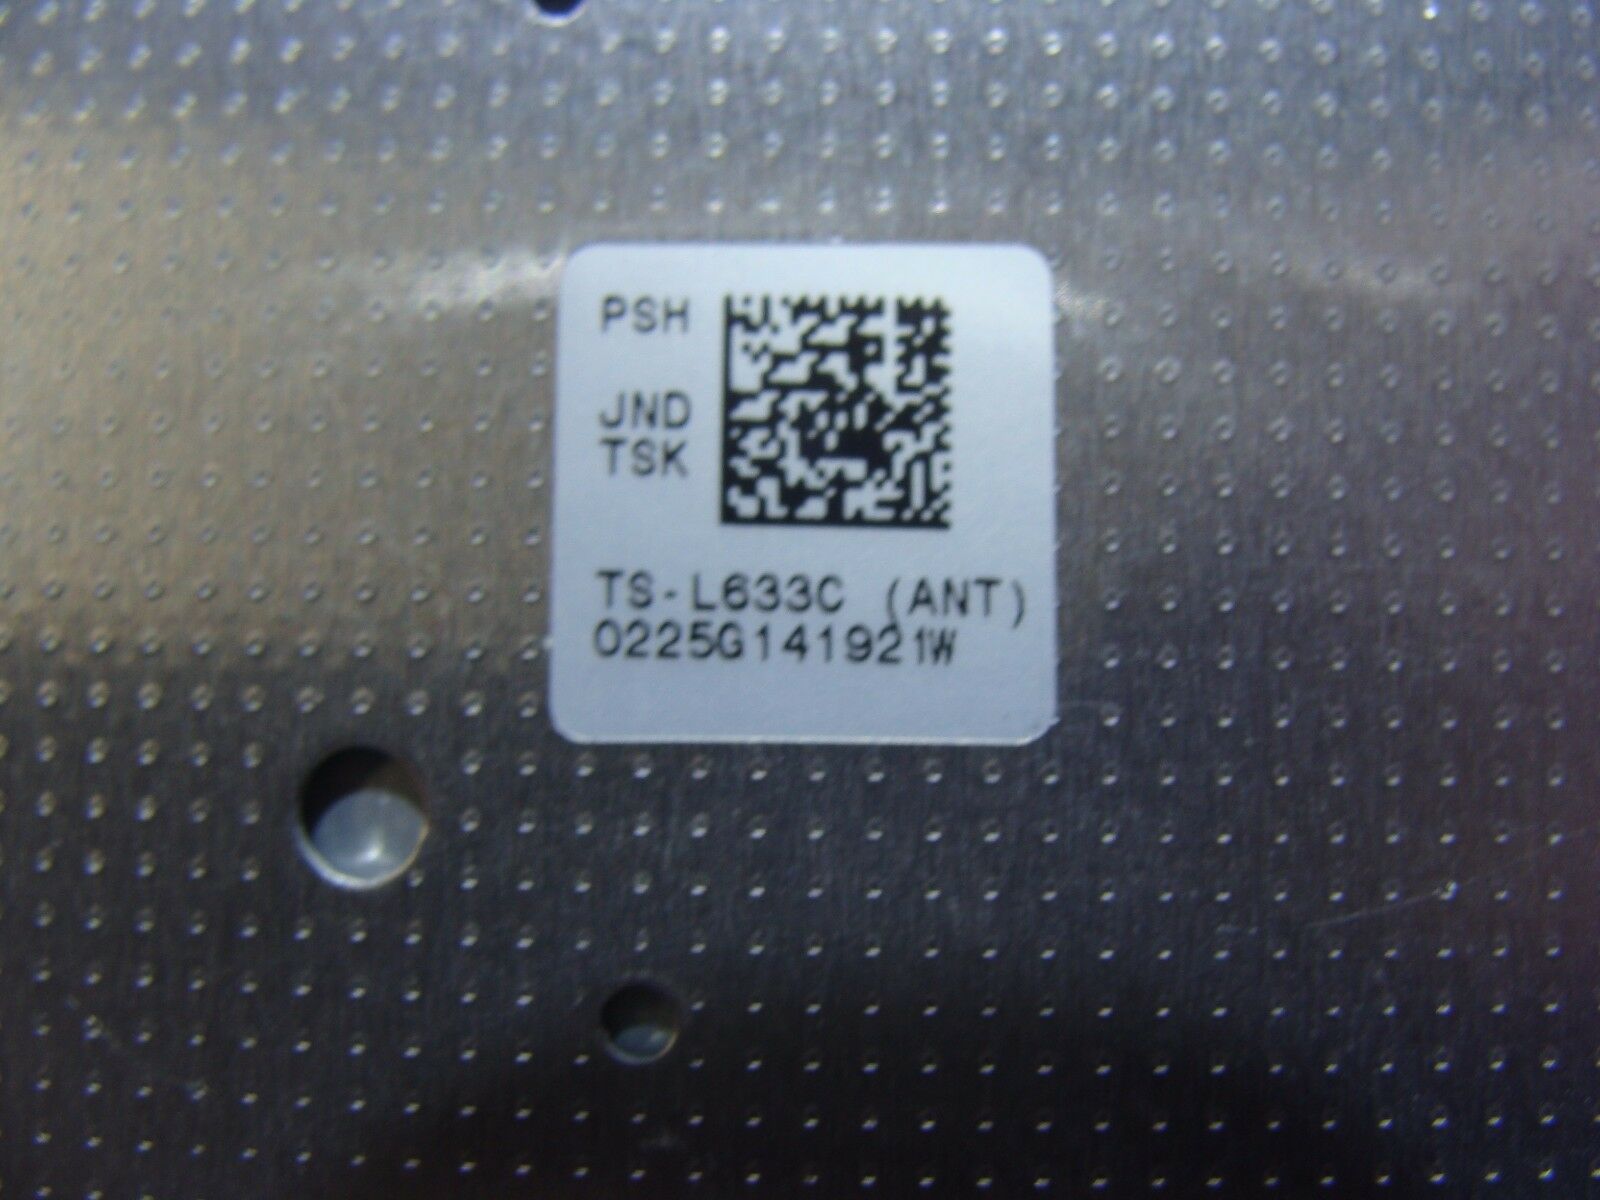 PSH
JND
TSK
TS-L633C (ANT)
0225G141921W